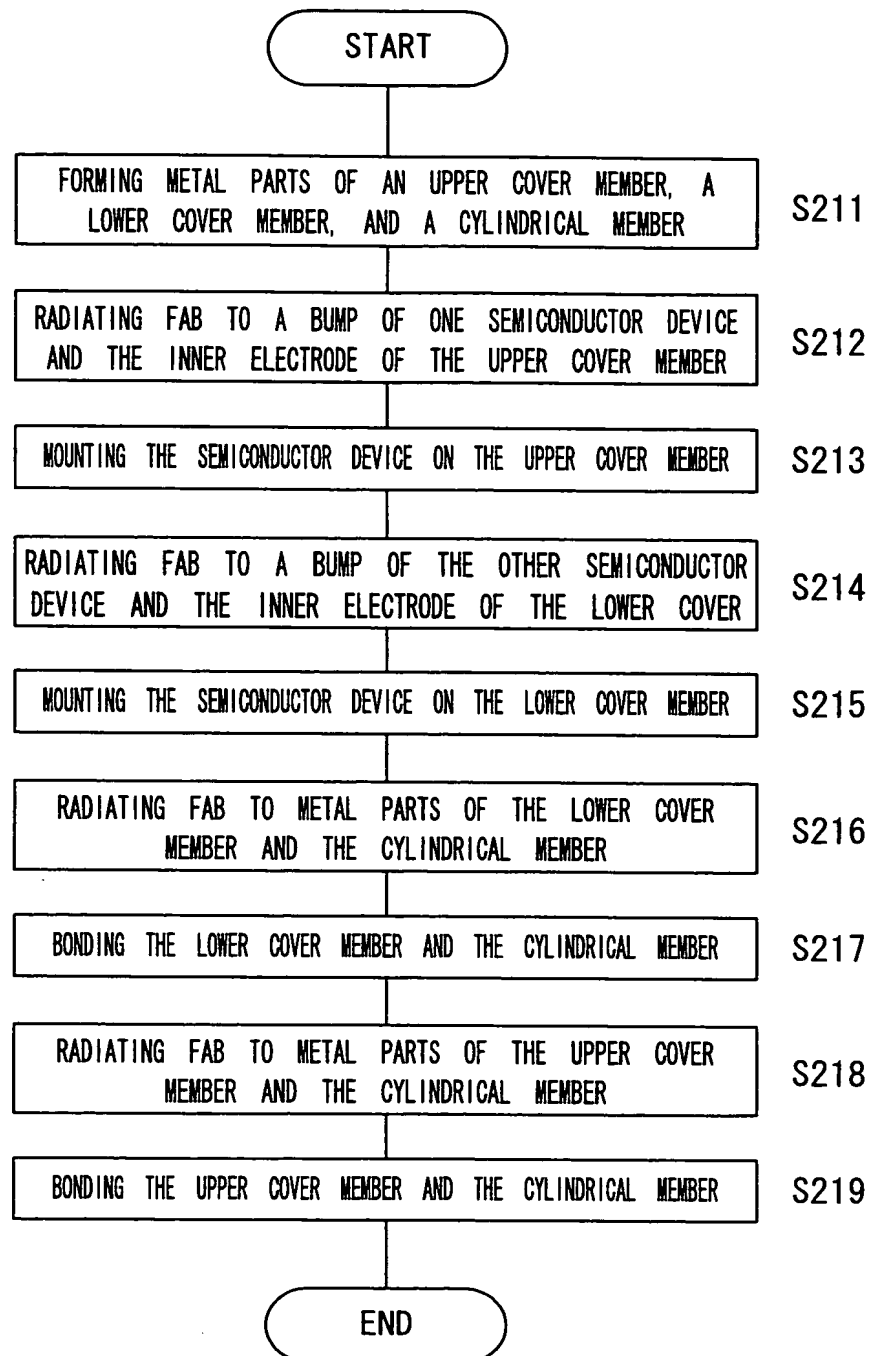 START
FORMING METAL PARTS OF AN UPPER COVER MEMBER, A
LOWER COVER MEMBER, AND A CYLINDRICAL MEMBER
S211
RADIATING FAB TO A BUMP OF ONE SEMICONDUCTOR DEVICE
AND THE INNER ELECTRODE OF THE UPPER COVER MEMBER
S212
MOUNTING THE SEMICONDUCTOR DEVICE ON THE UPPER COVER MEMBER
S213
RADIATING FAB TO A BUMP OF THE OTHER SEMICONDUCTOR
DEVICE AND THE INNER ELECTRODE OF THE LOWER COVER
S214
MOUNTING THE SEMICONDUCTOR DEVICE ON THE LOWER COVER MEMBER
S215
RADIATING FAB TO METAL PARTS OF THE LOWER COVER
MEMBER AND THE CYLINDRICAL MEMBER
S216
BONDING THE LOWER COVER MEMBER AND THE CYLINDRICAL MEMBER
S217
RADIATING FAB TO METAL PARTS OF THE UPPER COVER
MEMBER AND THE CYLINDRICAL MEMBER
S218
BONDING THE UPPER COVER MEMBER AND THE CYLINDRICAL MEMBER
S219
END